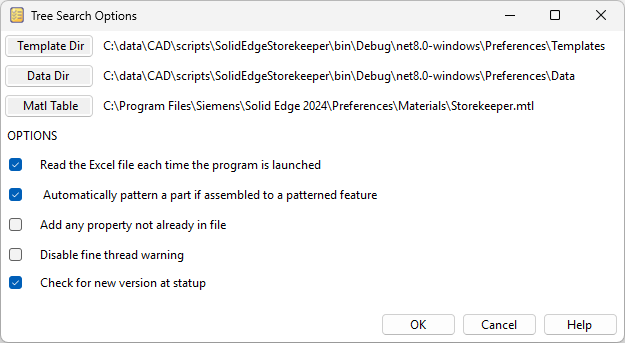 Tree Search Options
Template Dir C:\data\CAD\scripts\SolidEdgeStorekeeper\bin\Debug\net8.0-windows\Preferences\Templates
Data Dir C:\data\CAD\scripts\SolidEdgeStorekeeper\bin\Debug\net8.0-windows\Preferences\Data
Matl Table C:\Program Files\Siemens\Solid Edge 2024\Preferences\Materials\Storekeeper.mtl
OPTIONS
Read the Excel file each time the program is launched
Automatically pattern a part if assembled to a patterned feature
Add any property not already in file
Disable fine thread warning
Check for new version at statup
OK Cancel Help